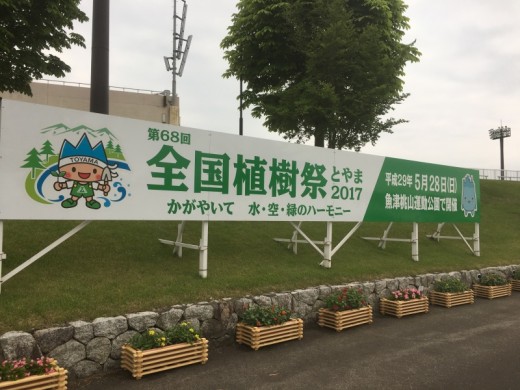 TOYAMA
第68回
全国植樹祭
とやま
2017
かがやいて 水・空・緑のハーモニー
平成29年 5月28日(日)
魚津桃山運動公園で開催